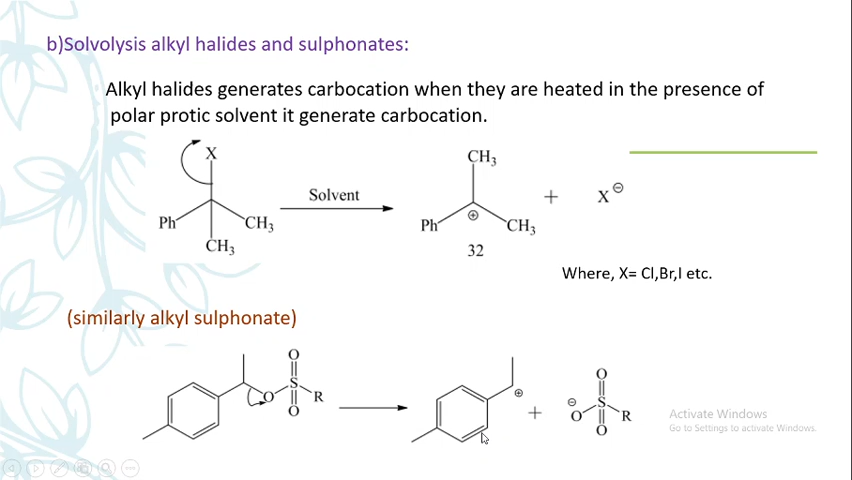 b)Solvolysis alkyl halides and sulphonates:
Alkyl halides generates carbocation when they are heated in the presence of
polar protic solvent it generate carbocation.
X
Ph
CH3
CH3
Solvent
CH3
Ph
⊕
CH3
32
+
X⊖
Where, X= Cl,Br,I etc.
(similarly alkyl sulphonate)
O
O
S
R
O
⊕
+
O
⊖
O
S
R
O
Activate Windows
Go to Settings to activate Windows.